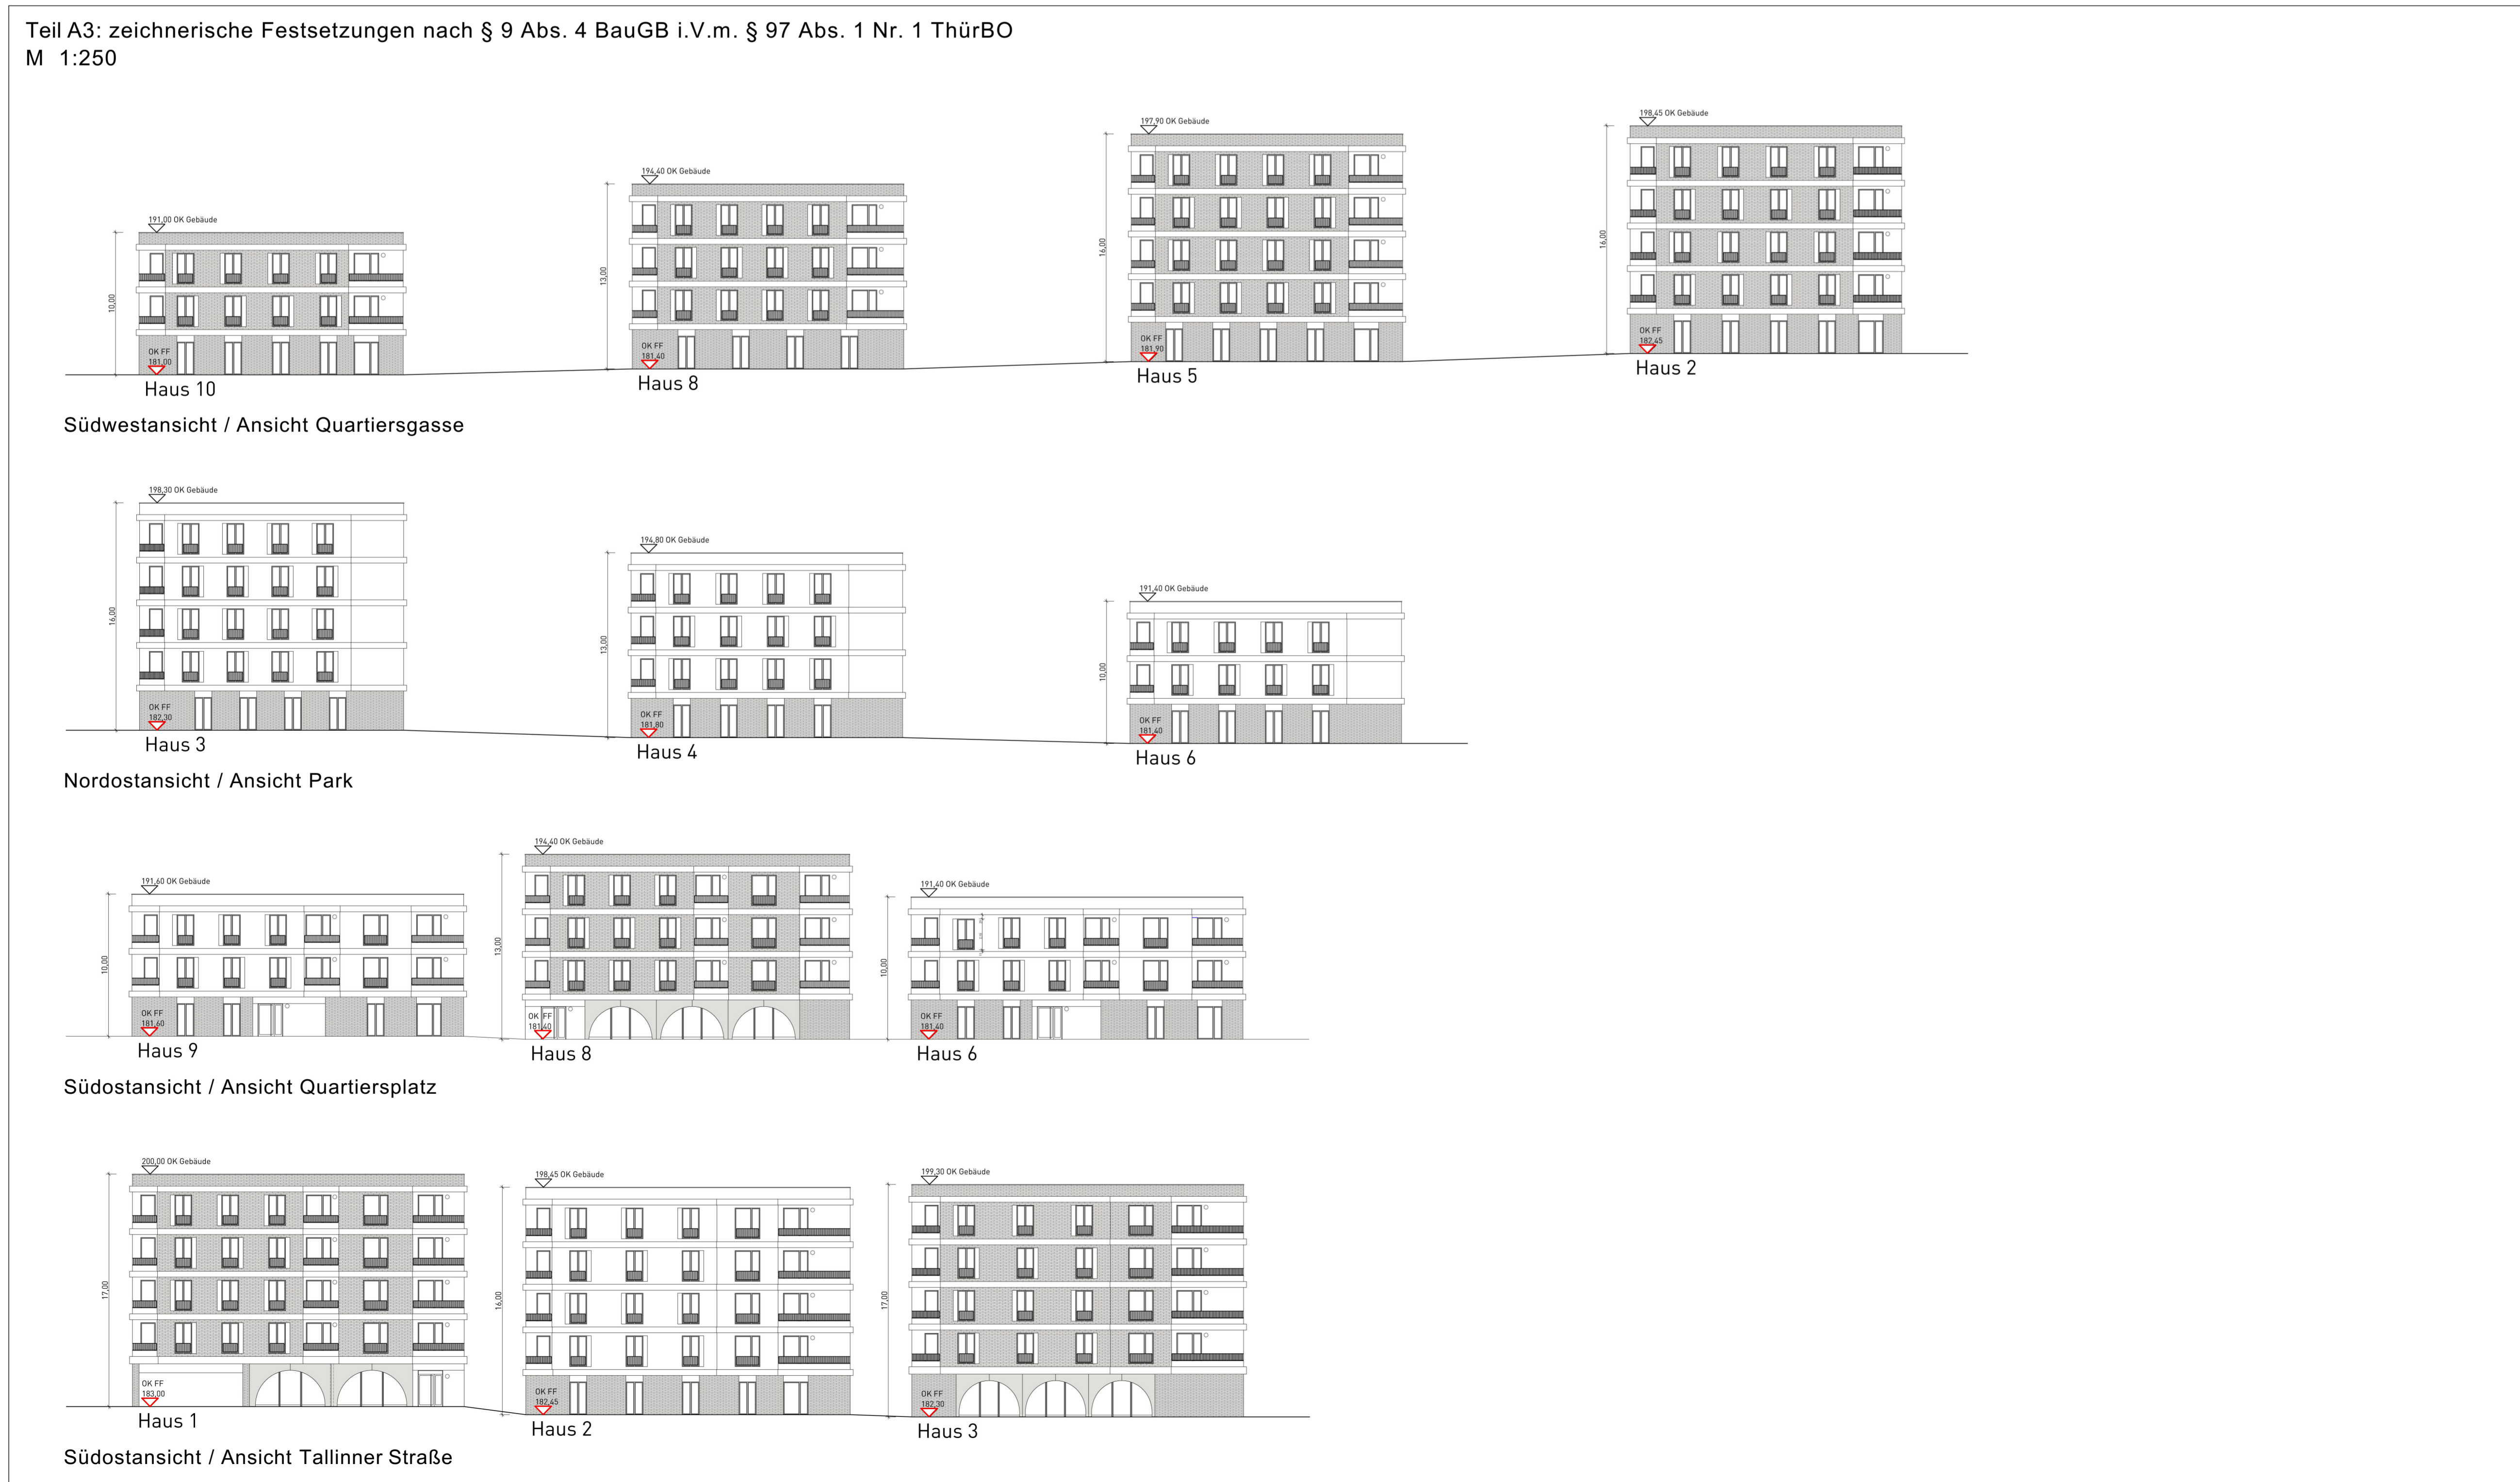 Teil A3: zeichnerische Festsetzungen nach § 9 Abs. 4 BauGB i.V.m. § 97 Abs. 1 Nr. 1 ThürBO
M 1:250
191,00 OK Gebäude
10,00
OK FF
181,00
Haus 10
194,40 OK Gebäude
13,00
OK FF
181,40
Haus 8
197,90 OK Gebäude
16,00
OK FF
181,90
Haus 5
198,45 OK Gebäude
16,00
OK FF
182,45
Haus 2
Südwestansicht / Ansicht Quartiersgasse
198,30 OK Gebäude
16,00
OK FF
182,30
Haus 3
194,80 OK Gebäude
13,00
OK FF
181,80
Haus 4
191,40 OK Gebäude
10,00
OK FF
181,40
Haus 6
Nordostansicht / Ansicht Park
191,60 OK Gebäude
10,00
OK FF
181,60
Haus 9
194,40 OK Gebäude
13,00
OK FF
181,40
Haus 8
191,40 OK Gebäude
10,00
OK FF
181,40
Haus 6
Südostansicht / Ansicht Quartiersplatz
200,00 OK Gebäude
17,00
OK FF
183,00
Haus 1
198,45 OK Gebäude
16,00
OK FF
182,45
Haus 2
199,30 OK Gebäude
17,00
OK FF
182,30
Haus 3
Südostansicht / Ansicht Tallinner Straße